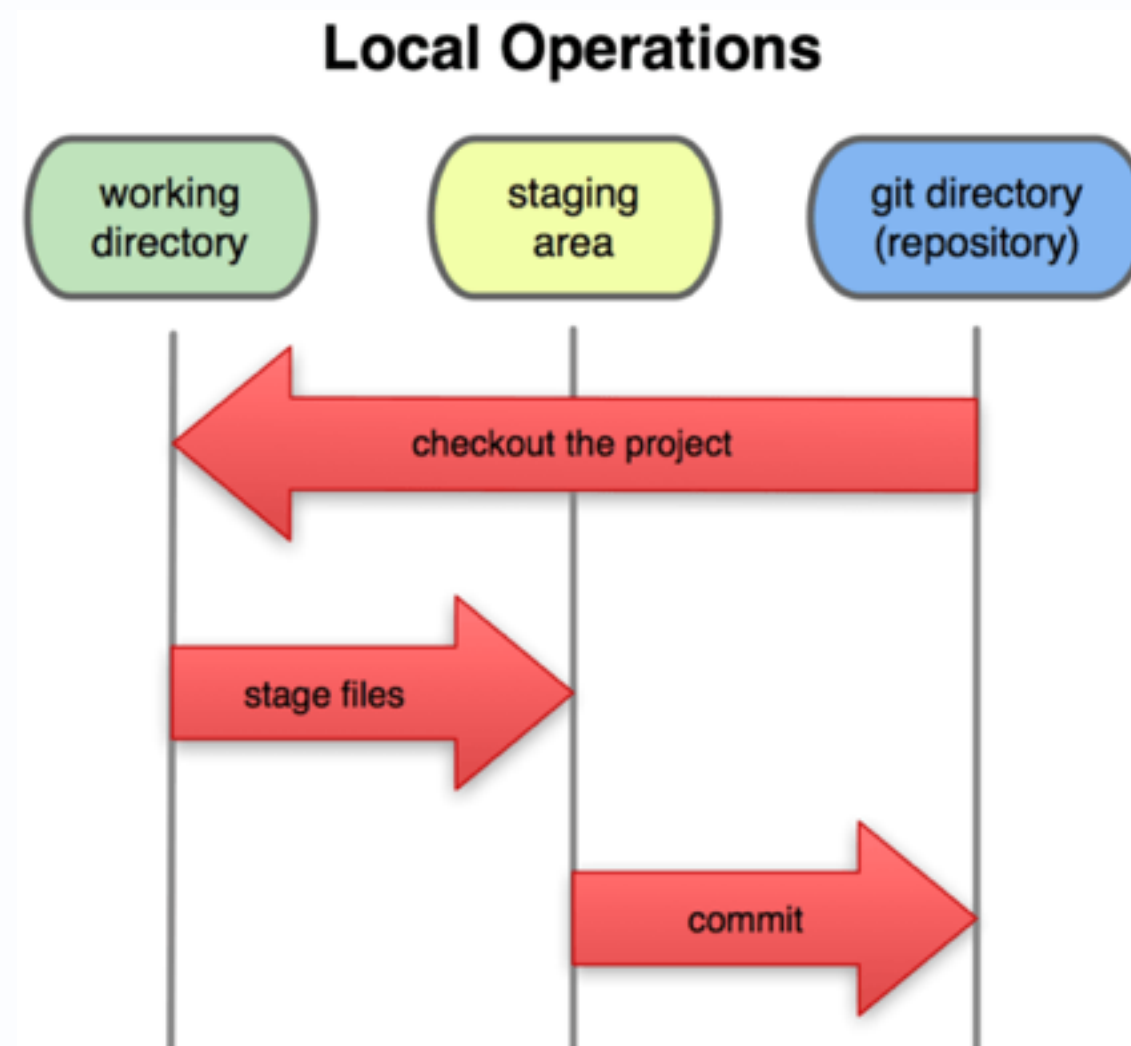 Local Operations
working
directory
staging
area
git directory
(repository)
checkout the project
stage files
commit